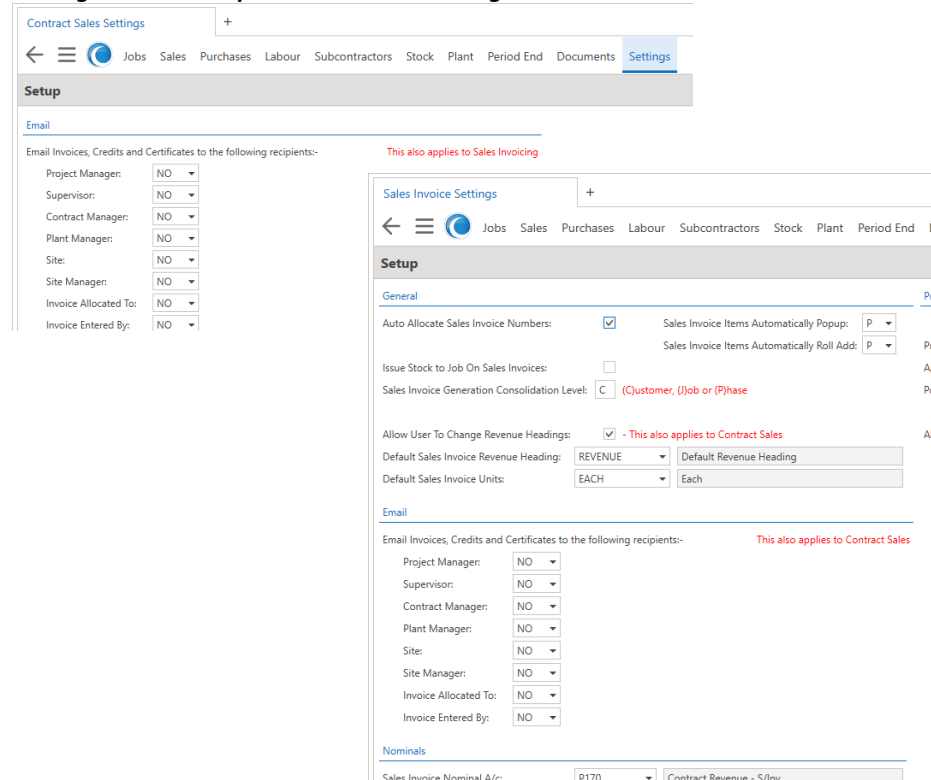 Contract Sales Settings +
Jobs Sales Purchases Labour Subcontractors Stock Plant Period End Documents Settings
Setup
Email
Email Invoices, Credits and Certificates to the following recipients:- This also applies to Sales Invoicing
Project Manager: NO
Supervisor: NO
Contract Manager: NO
Plant Manager: NO
Site: NO
Site Manager: NO
Invoice Allocated To: NO
Invoice Entered By: NO
Sales Invoice Settings +
Jobs Sales Purchases Labour Subcontractors Stock Plant Period End
Setup
General
Auto Allocate Sales Invoice Numbers: Sales Invoice Items Automatically Popup: P
Sales Invoice Items Automatically Roll Add: P
Issue Stock to Job On Sales Invoices:
Sales Invoice Generation Consolidation Level: C (C)ustomer, (J)ob or (P)hase
Allow User To Change Revenue Headings: - This also applies to Contract Sales
Default Sales Invoice Revenue Heading: REVENUE Default Revenue Heading
Default Sales Invoice Units: EACH Each
Email
Email Invoices, Credits and Certificates to the following recipients:- This also applies to Contract Sales
Project Manager: NO
Supervisor: NO
Contract Manager: NO
Plant Manager: NO
Site: NO
Site Manager: NO
Invoice Allocated To: NO
Invoice Entered By: NO
Nominals
Sales Invoice Nominal A/c: P170 Contract Revenue - S/Inv